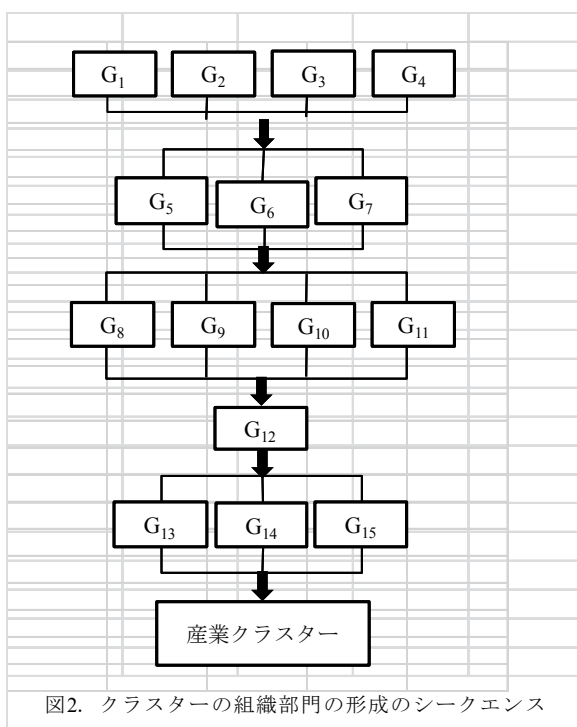 G₁ G₂ G₃ G₄
G₅ G₆ G₇
G₈ G₉ G₁₀ G₁₁
G₁₂
G₁₃ G₁₄ G₁₅
産業クラスター
図2. クラスターの組織部門の形成のシークエンス